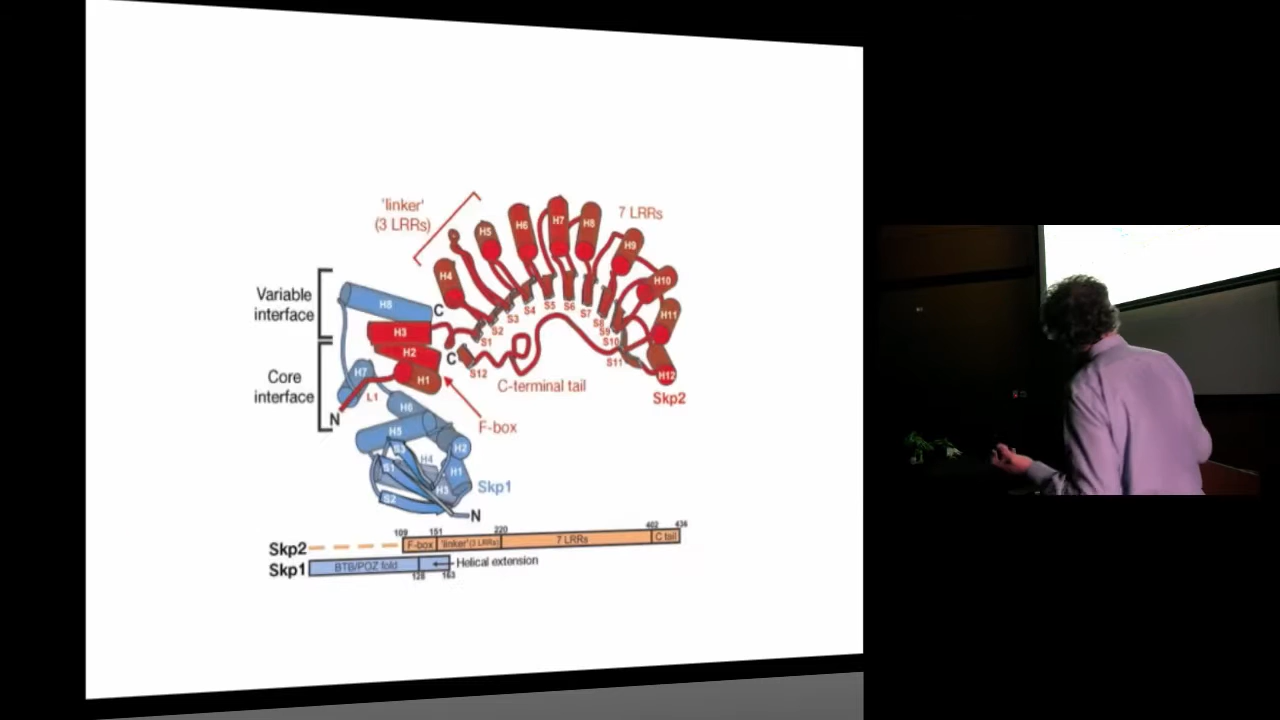 'linker'
(3 LRRs)
7 LRRs
H4
H5
H6
H7
H8
H9
H10
H11
H12
Variable
interface
Core
interface
H8
C
H3
H2
H1
H7
L1
N
C
S1
S2
S3
S4
S5
S6
S7
S8
S9
S10
S11
S12
C-terminal tail
Skp2
F-box
H6
H5
H2
S3
H4
H1
S1
H3
S2
Skp1
N
109
151
220
402
436
Skp2
F-box
'linker'(3 LRRs)
7 LRRs
C tail
Skp1
BTB/POZ fold
Helical extension
128
163